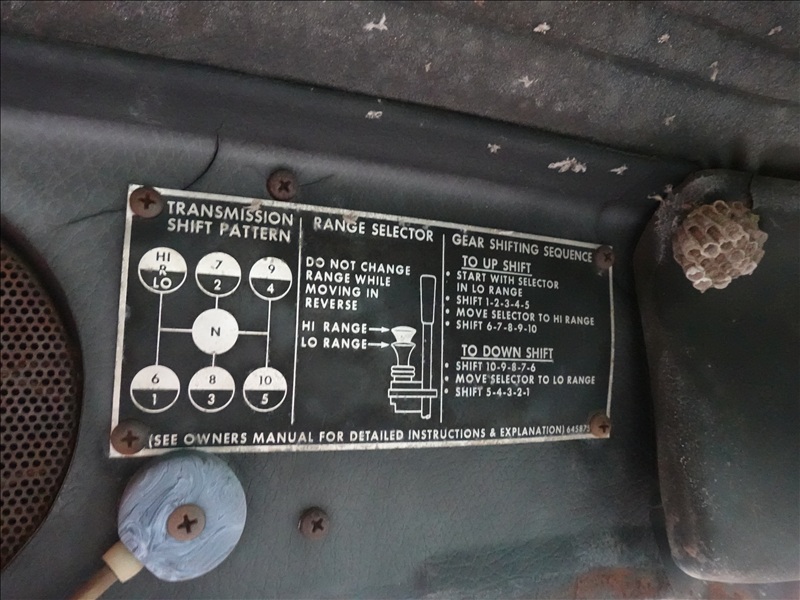 TRANSMISSION
SHIFT PATTERN
HI
R
LO
7
2
9
4
N
6
1
8
3
10
5
RANGE SELECTOR
DO NOT CHANGE
RANGE WHILE
MOVING IN
REVERSE
HI RANGE
LO RANGE
GEAR SHIFTING SEQUENCE
TO UP SHIFT
• START WITH SELECTOR
IN LO RANGE
• SHIFT 1-2-3-4-5
• MOVE SELECTOR TO HI RANGE
• SHIFT 6-7-8-9-10
TO DOWN SHIFT
• SHIFT 10-9-8-7-6
• MOVE SELECTOR TO LO RANGE
• SHIFT 5-4-3-2-1
(SEE OWNERS MANUAL FOR DETAILED INSTRUCTIONS & EXPLANATION)